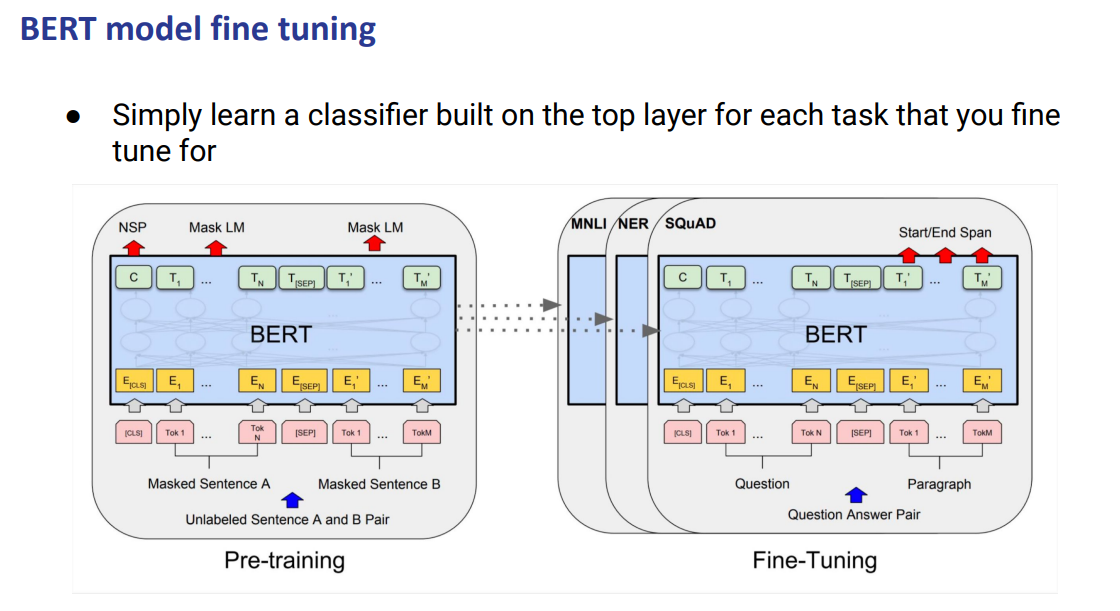 BERT model fine tuning
● Simply learn a classifier built on the top layer for each task that you fine
tune for
NSP Mask LM Mask LM
C T1 ... TN T[SEP] T1' ... TM'
BERT
E[CLS] E1 ... EN E[SEP] E1' ... EM'
[CLS] Tok 1 ... Tok N [SEP] Tok 1 ... TokM
Masked Sentence A Masked Sentence B
Unlabeled Sentence A and B Pair
Pre-training
MNLI NER SQuAD
Start/End Span
C T1 ... TN T[SEP] T1' ... TM'
BERT
E[CLS] E1 ... EN E[SEP] E1' ... EM'
[CLS] Tok 1 ... Tok N [SEP] Tok 1 ... TokM
Question Paragraph
Question Answer Pair
Fine-Tuning